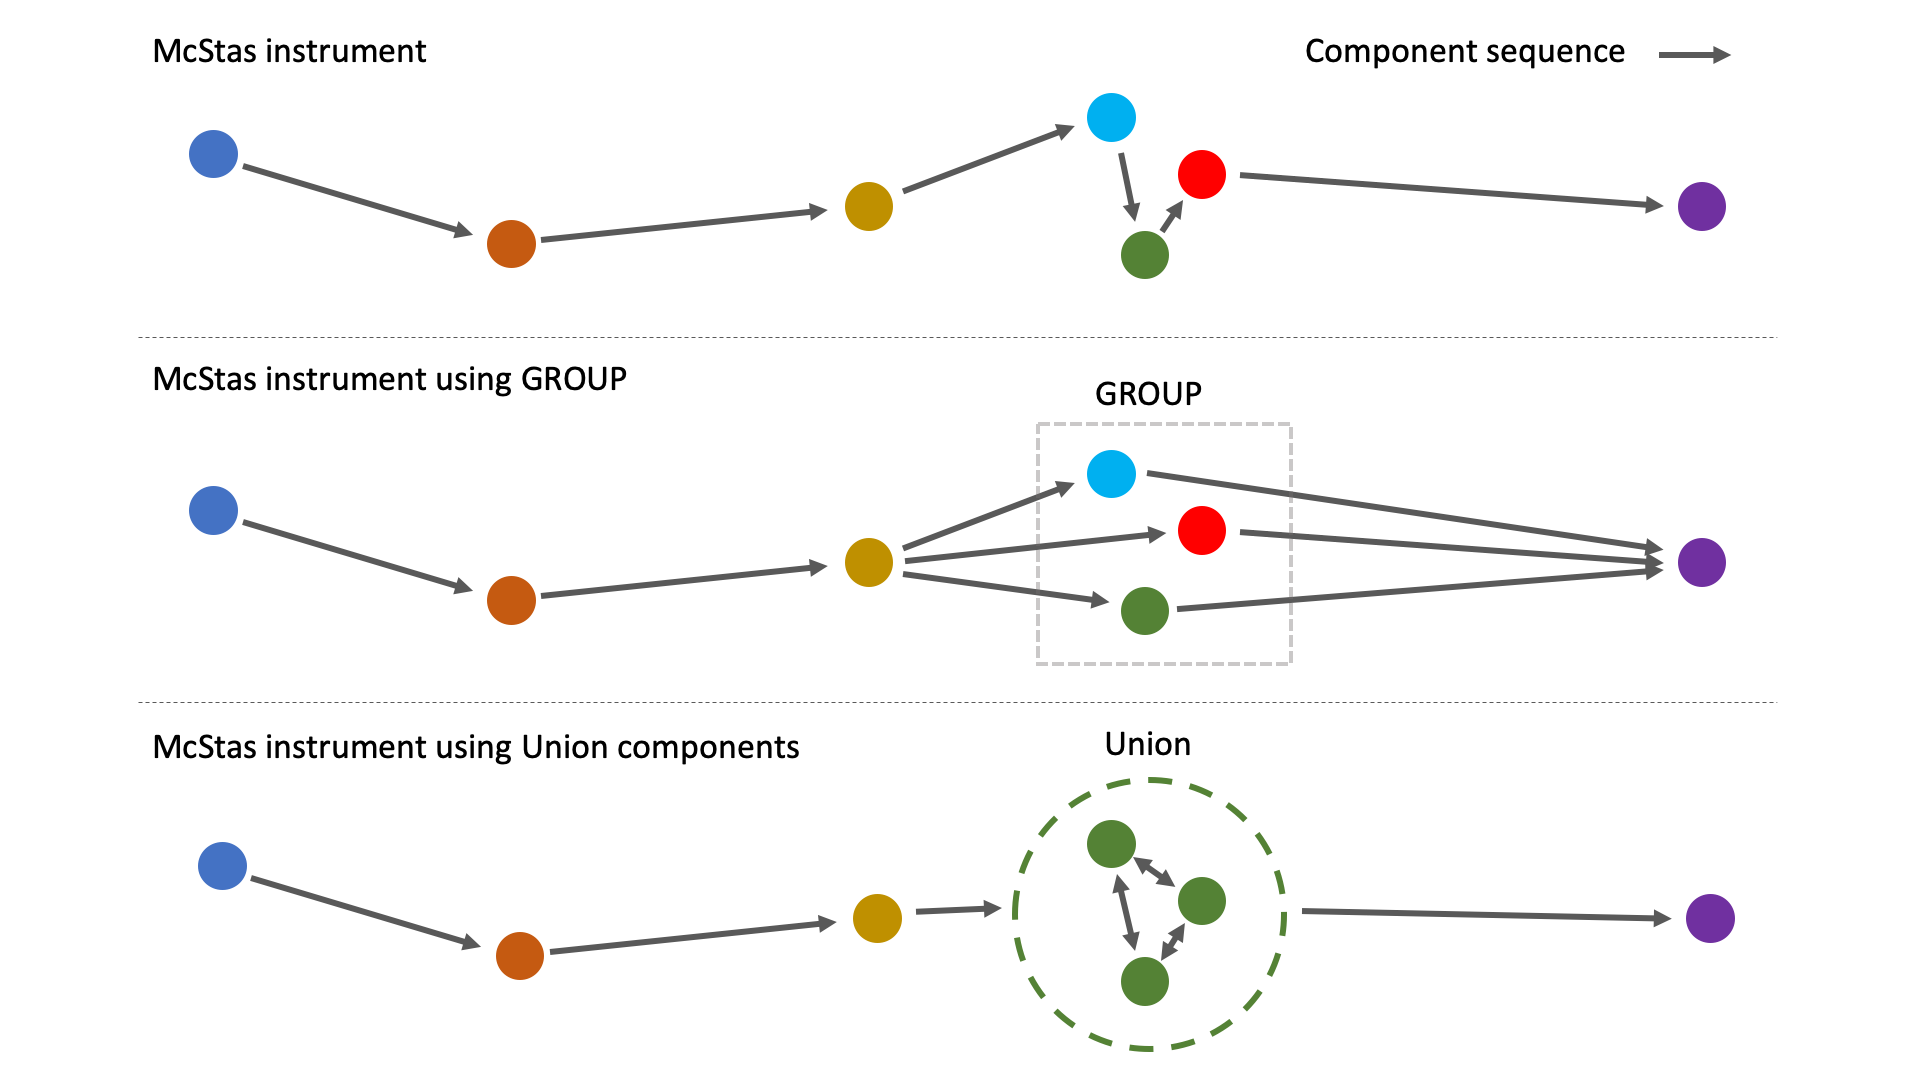 McStas instrument
Component sequence
McStas instrument using GROUP
GROUP
McStas instrument using Union components
Union